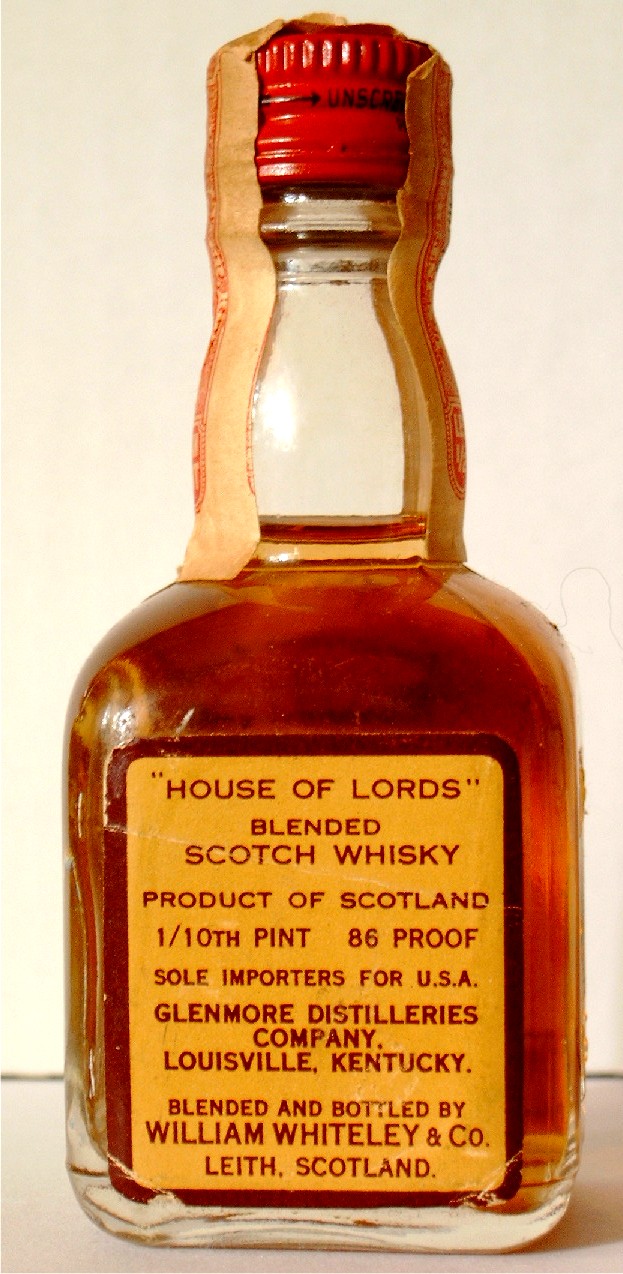 "HOUSE OF LORDS"
BLENDED
SCOTCH WHISKY
PRODUCT OF SCOTLAND
1/10TH PINT 86 PROOF
SOLE IMPORTERS FOR U.S.A.
GLENMORE DISTILLERIES
COMPANY.
LOUISVILLE, KENTUCKY.
BLENDED AND BOTTLED BY
WILLIAM WHITELEY & CO.
LEITH, SCOTLAND.